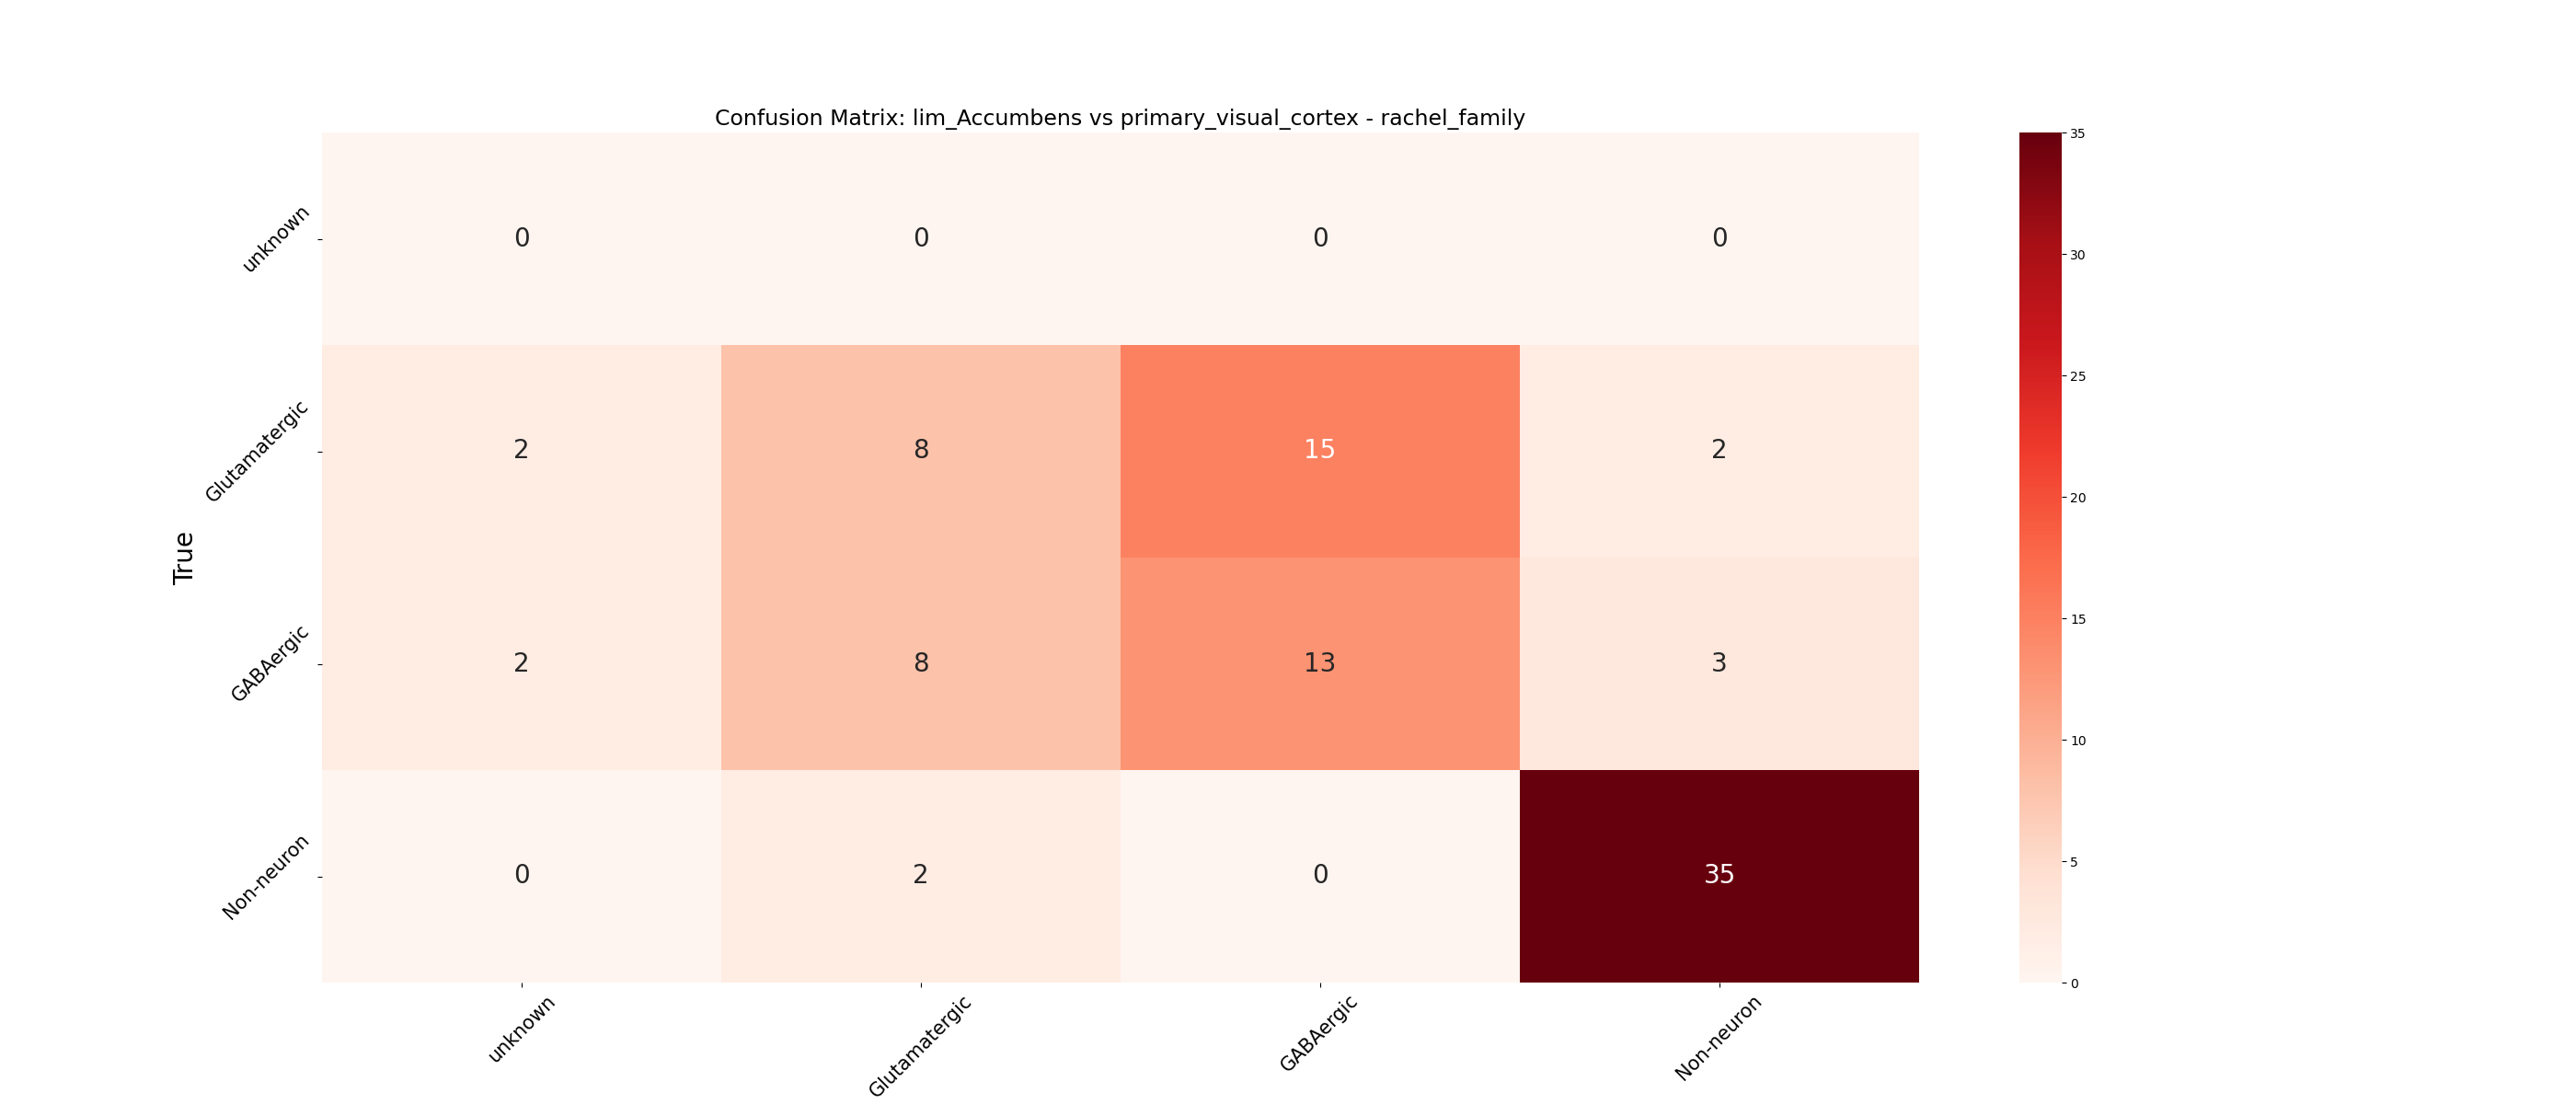 Confusion Matrix: lim_Accumbens vs primary_visual_cortex - rachel_family
True
unknown
0 0 0 0
Glutamatergic
2 8 15 2
GABAergic
2 8 13 3
Non-neuron
0 2 0 35
unknown Glutamatergic GABAergic Non-neuron
35
30
25
20
15
10
5
0